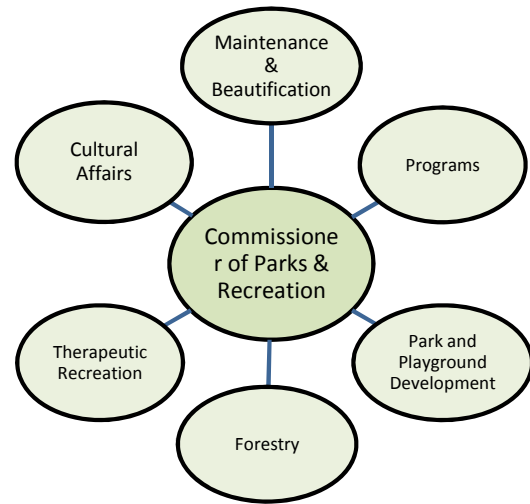 Maintenance
&
Beautification
Cultural
Affairs
Programs
Commissione
r of Parks &
Recreation
Therapeutic
Recreation
Park and
Playground
Development
Forestry